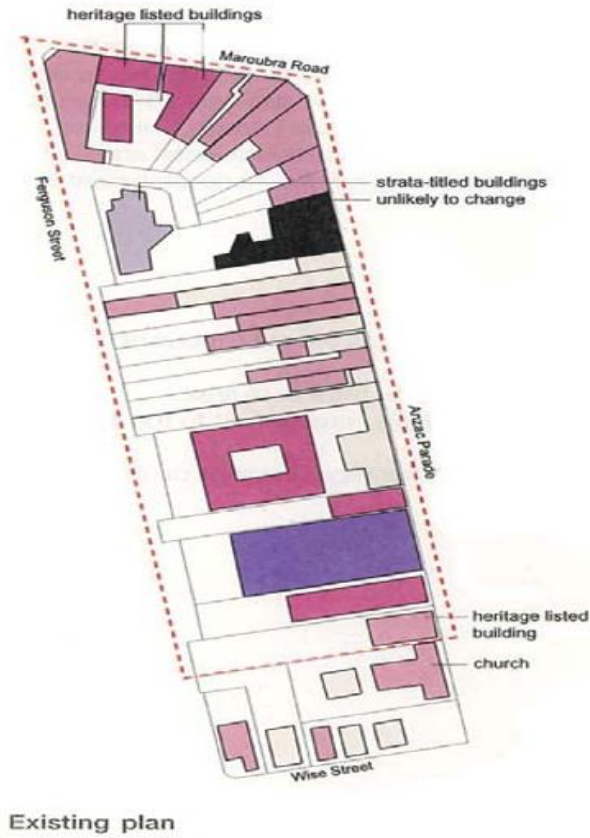 heritage listed buildings
Maroubra Road
strata-titled buildings
unlikely to change
Ferguson Street
Anzac Parade
heritage listed
building
church
Wise Street
Existing plan